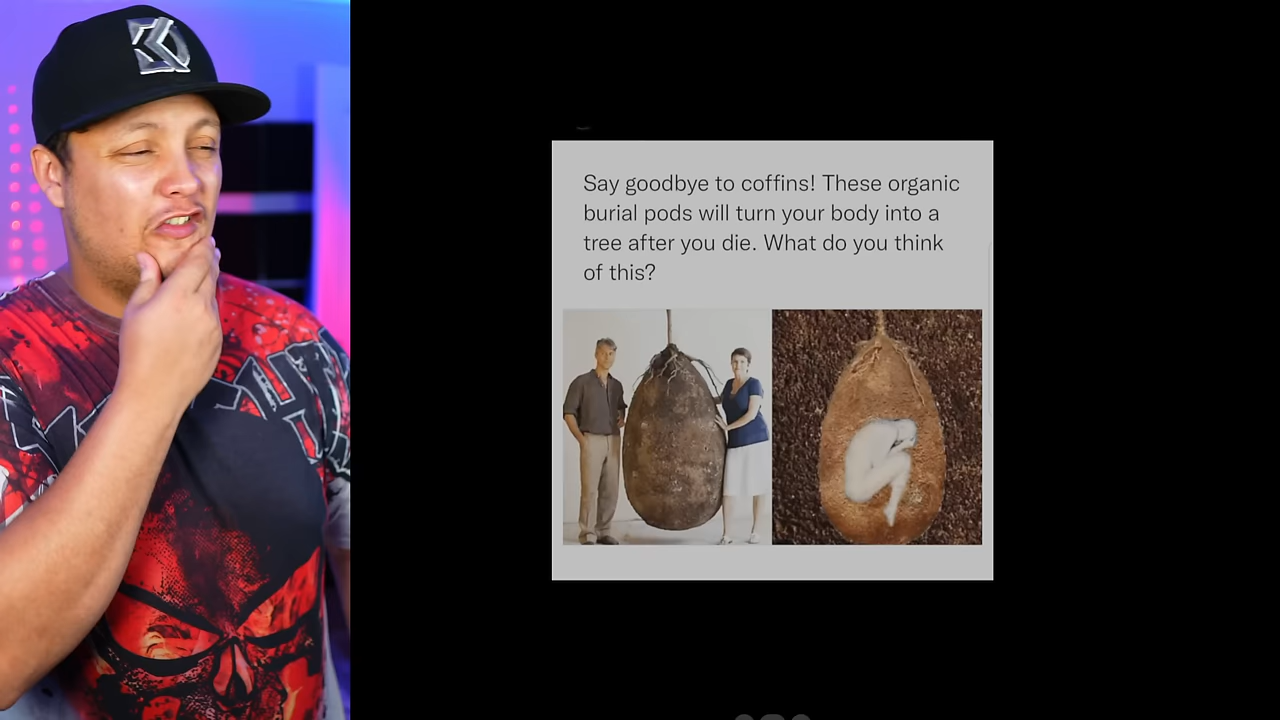 Say goodbye to coffins! These organic
burial pods will turn your body into a
tree after you die. What do you think
of this?